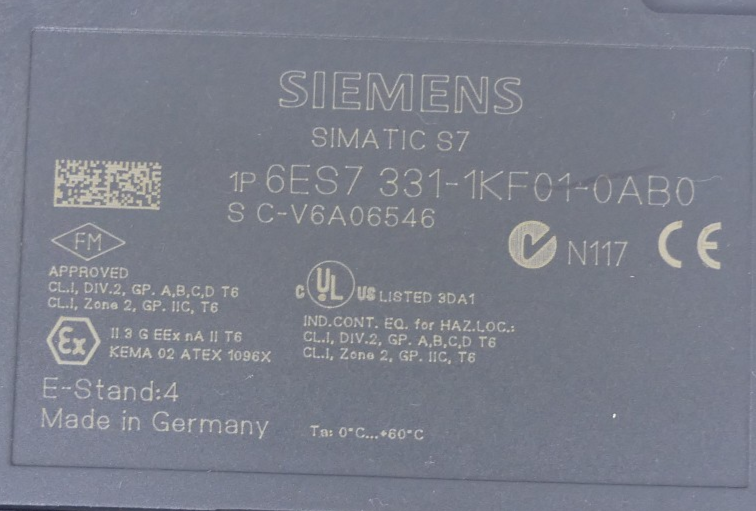 SIEMENS
SIMATIC S7
1P 6ES7 331-1KF01-0AB0
S C-V6A06546
FM
N117 CE
APPROVED
CL.I, DIV.2, GP. A,B,C,D T6
CL.I, Zone 2, GP. IIC, T6
C UL US LISTED 3DA1
IND.CONT. EQ. for HAZ.LOC.:
CL.I, DIV.2, GP. A,B,C,D T6
CL.I, Zone 2, GP. IIC, T6
Ex II 3 G EEx nA II T6
KEMA 02 ATEX 1096X
E-Stand:4
Made in Germany
Ta: 0°C...+60°C